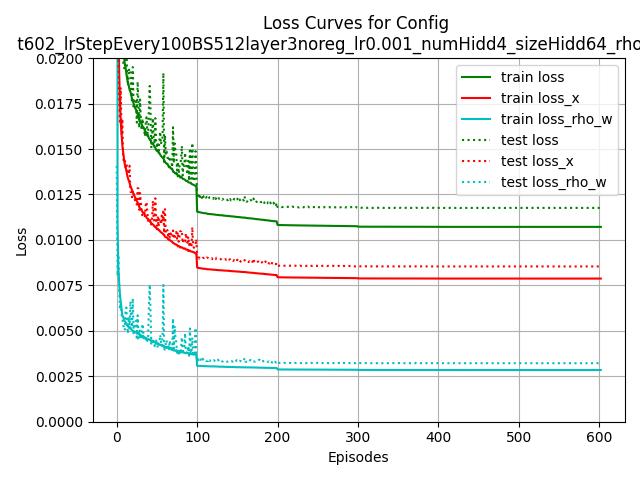 Loss Curves for Config
t602_lrStepEvery100BS512layer3noreg_lr0.001_numHidd4_sizeHidd64_rho
0.0200
0.0175
0.0150
0.0125
0.0100
0.0075
0.0050
0.0025
0.0000
Loss
train loss
train loss_x
train loss_rho_w
test loss
test loss_x
test loss_rho_w
0 100 200 300 400 500 600
Episodes